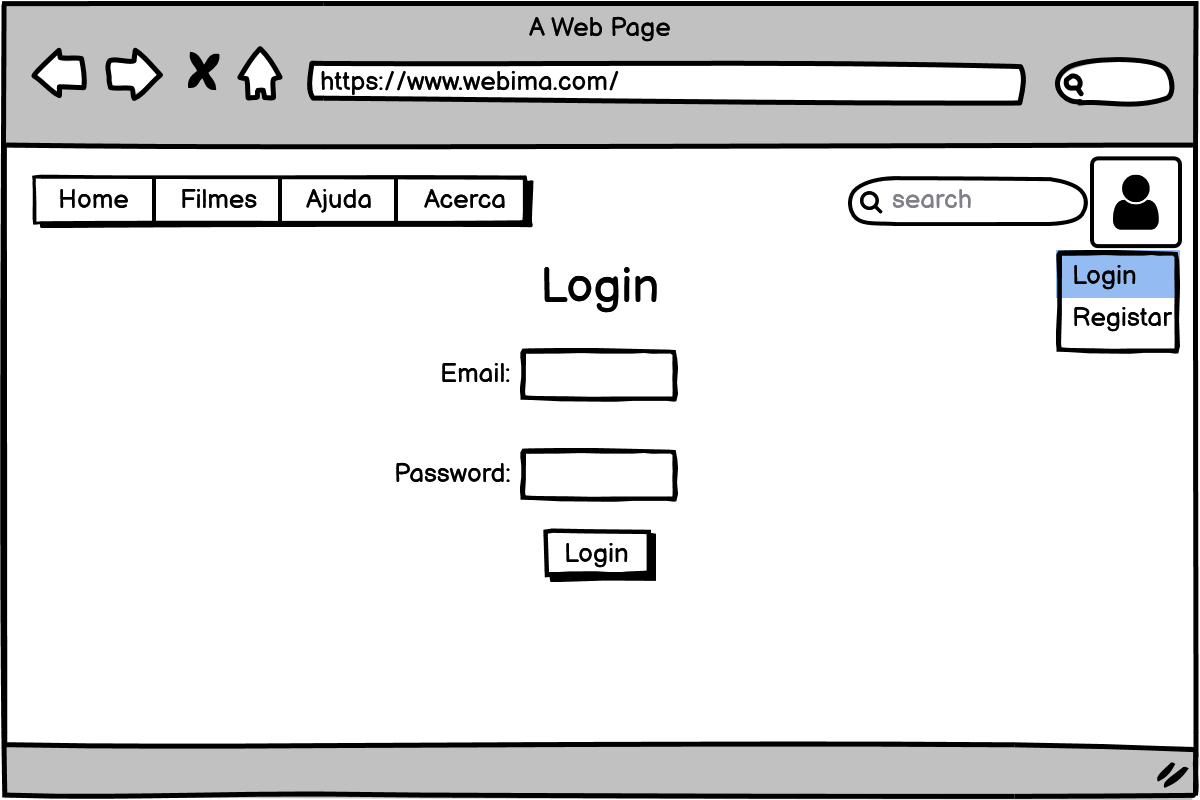 A Web Page
https://www.webima.com/
Home Filmes Ajuda Acerca search
Login
Registar
Login
Email:
Password:
Login